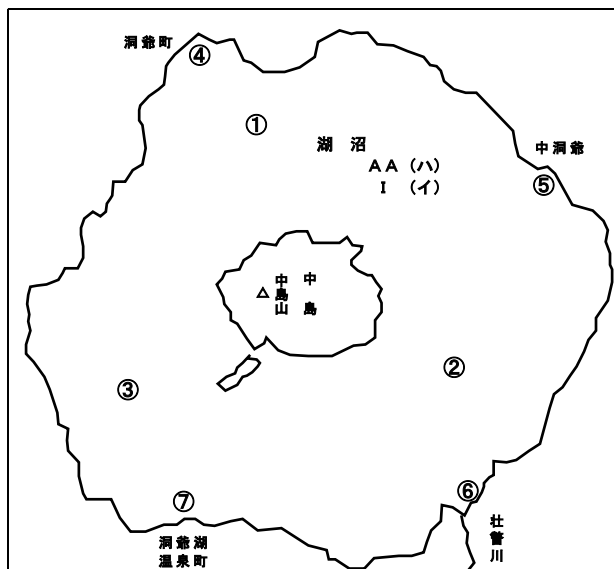 洞爺町
④
①
湖沼
ＡＡ（ハ）
Ⅰ（イ）
中洞爺
⑤
中島
△中島山
②
③
⑥
⑦
壮瞥川
洞爺湖
温泉町